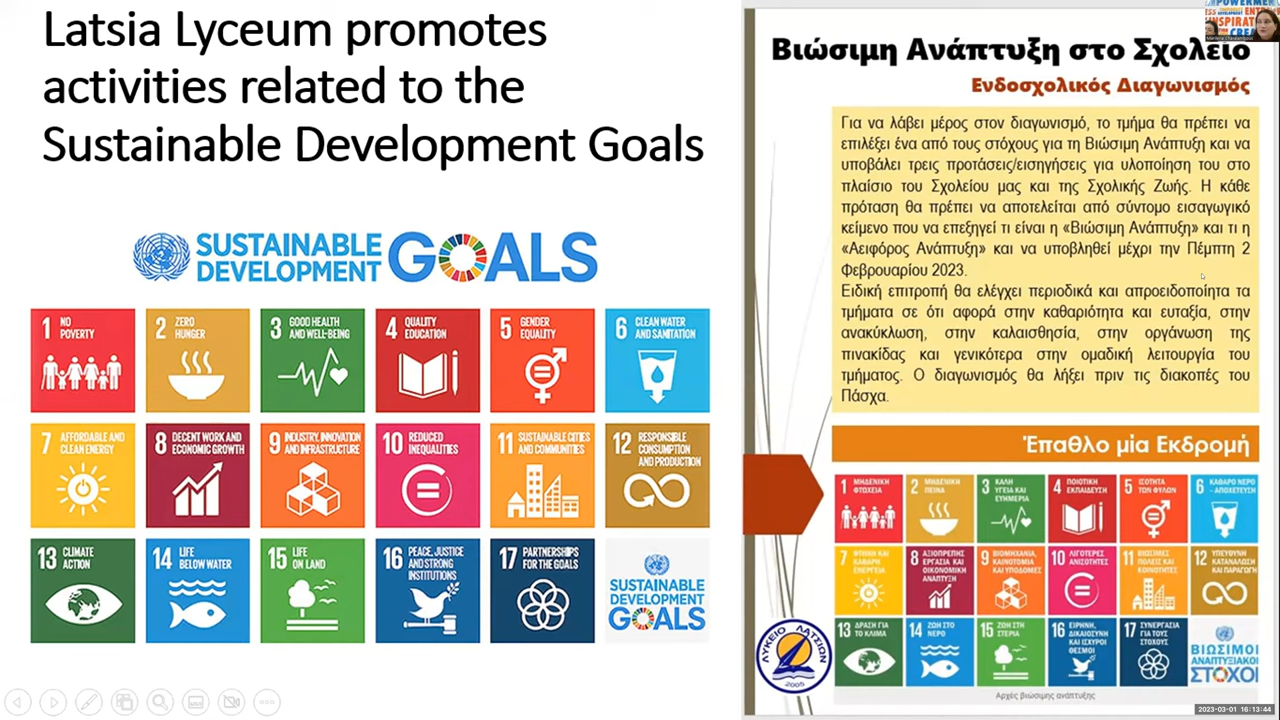 Latsia Lyceum promotes
activities related to the
Sustainable Development Goals
SUSTAINABLE
DEVELOPMENT
GOALS
1 NO
POVERTY
2 ZERO
HUNGER
3 GOOD HEALTH
AND WELL-BEING
4 QUALITY
EDUCATION
5 GENDER
EQUALITY
6 CLEAN WATER
AND SANITATION
7 AFFORDABLE AND
CLEAN ENERGY
8 DECENT WORK AND
ECONOMIC GROWTH
9 INDUSTRY, INNOVATION
AND INFRASTRUCTURE
10 REDUCED
INEQUALITIES
11 SUSTAINABLE CITIES
AND COMMUNITIES
12 RESPONSIBLE
CONSUMPTION
AND PRODUCTION
13 CLIMATE
ACTION
14 LIFE
BELOW WATER
15 LIFE
ON LAND
16 PEACE, JUSTICE
AND STRONG
INSTITUTIONS
17 PARTNERSHIPS
FOR THE GOALS
SUSTAINABLE
DEVELOPMENT
GOALS
Βιώσιμη Ανάπτυξη στο Σχολείο
Ενδοσχολικός Διαγωνισμός
Για να λάβει μέρος στον διαγωνισμό, το τμήμα θα πρέπει να
επιλέξει ένα από τους στόχους για τη Βιώσιμη Ανάπτυξη και να
υποβάλει τρεις προτάσεις/εισηγήσεις για υλοποίηση του στο
πλαίσιο του Σχολείου μας και της Σχολικής Ζωής. Η κάθε
πρόταση θα πρέπει να αποτελείται από σύντομο εισαγωγικό
κείμενο που να επεξηγεί τι είναι η «Βιώσιμη Ανάπτυξη» και τι η
«Αειφόρος Ανάπτυξη» και να υποβληθεί μέχρι την Πέμπτη 2
Φεβρουαρίου 2023.
Ειδική επιτροπή θα ελέγχει περιοδικά και απροειδοποίητα τα
τμήματα σε ότι αφορά στην καθαριότητα και ευταξία, στην
ανακύκλωση, στην καλαισθησία, στην οργάνωση της
πινακίδας και γενικότερα στην ομαδική λειτουργία του
τμήματος. Ο διαγωνισμός θα λήξει πριν τις διακοπές του
Πάσχα.
Έπαθλο μία Εκδρομή
1 ΜΗΔΕΝΙΚΗ
ΦΤΩΧΕΙΑ
2 ΜΗΔΕΝΙΚΗ
ΠΕΙΝΑ
3 ΚΑΛΗ
ΥΓΕΙΑ ΚΑΙ
ΕΥΗΜΕΡΙΑ
4 ΠΟΙΟΤΙΚΗ
ΕΚΠΑΙΔΕΥΣΗ
5 ΙΣΟΤΗΤΑ
ΤΩΝ ΦΥΛΩΝ
6 ΚΑΘΑΡΟ ΝΕΡΟ
- ΑΠΟΧΕΤΕΥΣΗ
7 ΦΤΗΝΗ ΚΑΙ
ΚΑΘΑΡΗ
ΕΝΕΡΓΕΙΑ
8 ΑΞΙΟΠΡΕΠΗΣ
ΕΡΓΑΣΙΑ ΚΑΙ
ΟΙΚΟΝΟΜΙΚΗ
ΑΝΑΠΤΥΞΗ
9 ΒΙΟΜΗΧΑΝΙΑ,
ΚΑΙΝΟΤΟΜΙΑ
ΚΑΙ ΥΠΟΔΟΜΕΣ
10 ΛΙΓΟΤΕΡΕΣ
ΑΝΙΣΟΤΗΤΕΣ
11 ΒΙΩΣΙΜΕΣ
ΠΟΛΕΙΣ ΚΑΙ
ΚΟΙΝΟΤΗΤΕΣ
12 ΥΠΕΥΘΥΝΗ
ΚΑΤΑΝΑΛΩΣΗ
ΚΑΙ ΠΑΡΑΓΩΓΗ
13 ΔΡΑΣΗ ΓΙΑ
ΤΟ ΚΛΙΜΑ
14 ΖΩΗ ΣΤΟ
ΝΕΡΟ
15 ΖΩΗ ΣΤΗ
ΣΤΕΡΙΑ
16 ΕΙΡΗΝΗ,
ΔΙΚΑΙΟΣΥΝΗ
ΚΑΙ ΙΣΧΥΡΟΙ
ΘΕΣΜΟΙ
17 ΣΥΝΕΡΓΑΣΙΑ
ΓΙΑ ΤΟΥΣ
ΣΤΟΧΟΥΣ
ΒΙΩΣΙΜΟΙ
ΑΝΑΠΤΥΞΙΑΚΟΙ
ΣΤΟΧΟΙ
ΛΥΚΕΙΟ ΛΑΤΣΙΩΝ
2005
Αρχές βιώσιμης ανάπτυξης
2023-03-01 16:13:44